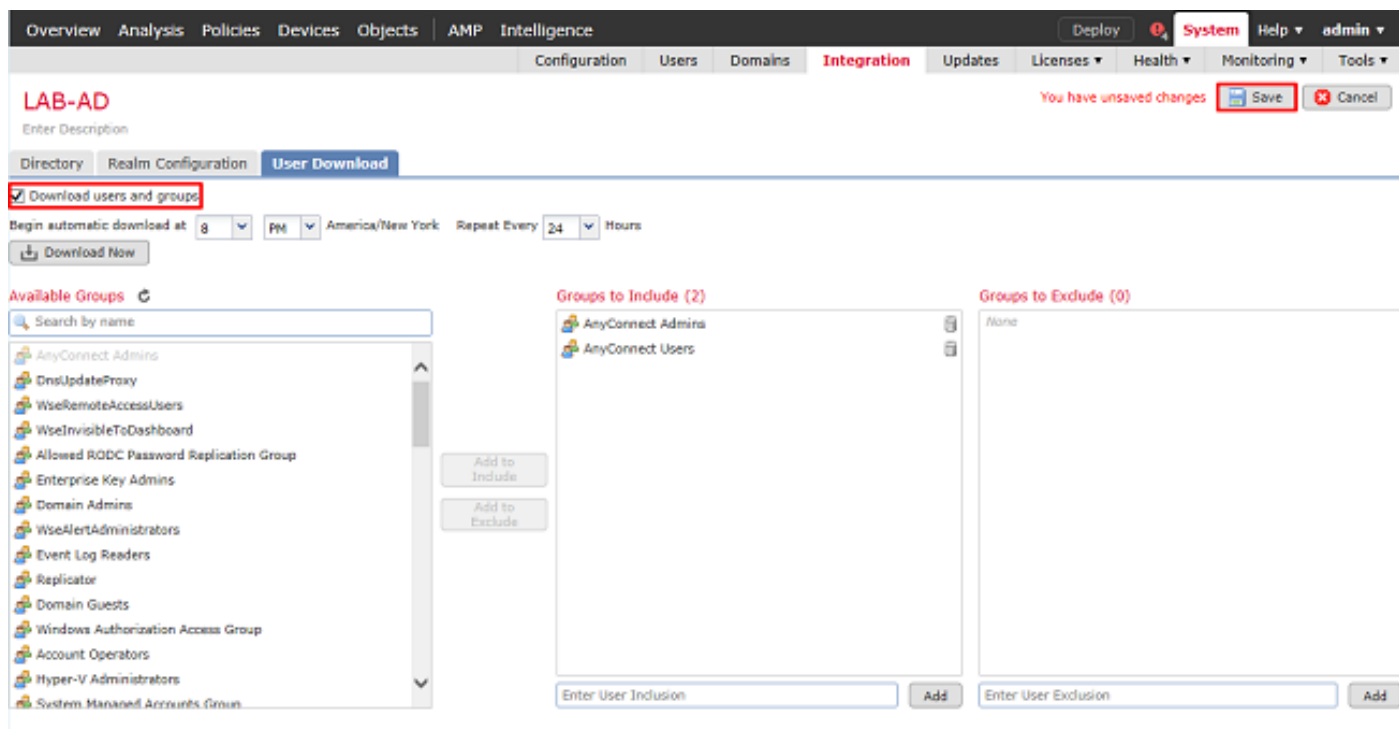 Overview Analysis Policies Devices Objects AMP Intelligence Deploy 4 System Help ▾ admin ▾
Configuration Users Domains Integration Updates Licenses ▾ Health ▾ Monitoring ▾ Tools ▾
LAB-AD You have unsaved changes Save Cancel
Enter Description
Directory Realm Configuration User Download
Download users and groups
Begin automatic download at 8 PM America/New York Repeat Every 24 Hours
Download Now
Available Groups
Search by name
AnyConnect Admins
DnsUpdateProxy
WseRemoteAccessUsers
WseInvisibleToDashboard
Allowed RODC Password Replication Group
Enterprise Key Admins
Domain Admins
WseAlertAdministrators
Event Log Readers
Replicator
Domain Guests
Windows Authorization Access Group
Account Operators
Hyper-V Administrators
System Managed Accounts Group
Add to
Include
Add to
Exclude
Groups to Include (2)
AnyConnect Admins
AnyConnect Users
Enter User Inclusion Add
Groups to Exclude (0)
None
Enter User Exclusion Add